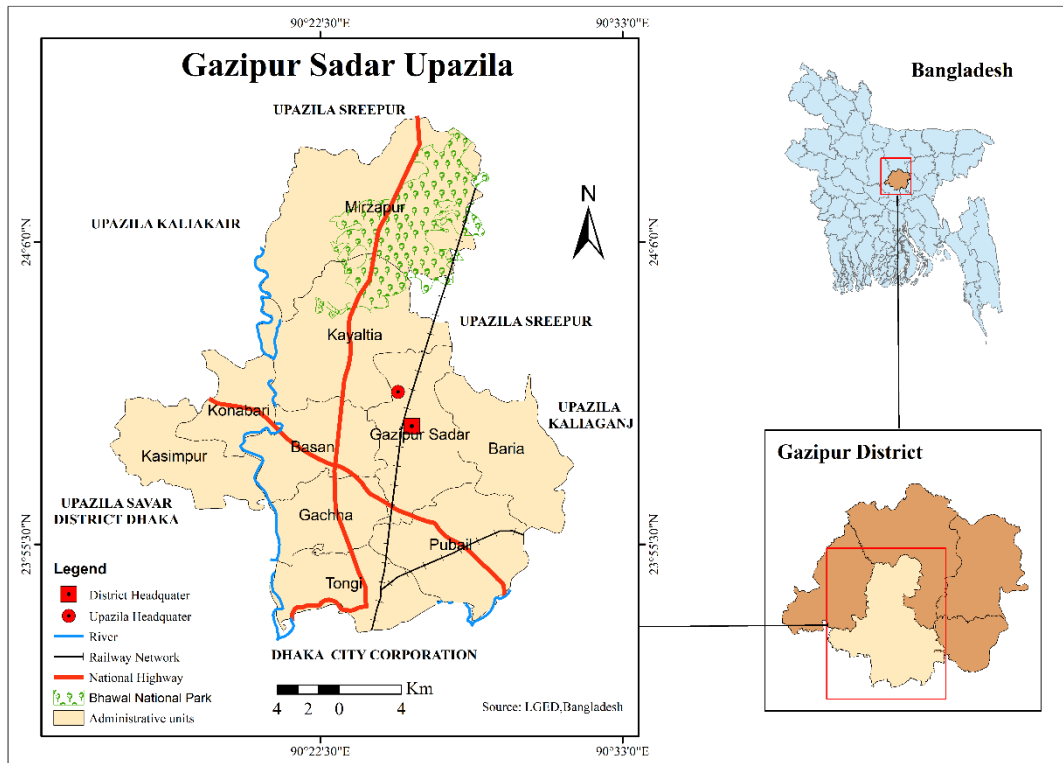 90°22'30"E
90°33'0"E
Gazipur Sadar Upazila
UPAZILA SREEPUR
N
Mirzapur
UPAZILA KALIAKAIR
24°6'0"N
24°6'0"N
UPAZILA SREEPUR
Kayaltia
Konabari
UPAZILA
KALIAGANJ
Gazipur Sadar
Basan
Baria
Kasimpur
UPAZILA SAVAR
DISTRICT DHAKA
Gachna
23°55'30"N
23°55'30"N
Pubail
Tongi
Legend
District Headquater
Upazila Headquater
River
Railway Network
National Highway
Bhawal National Park
Administrative units
DHAKA CITY CORPORATION
Km
4 2 0 4
Source: LGED,Bangladesh
90°22'30"E
90°33'0"E
Bangladesh
Gazipur District